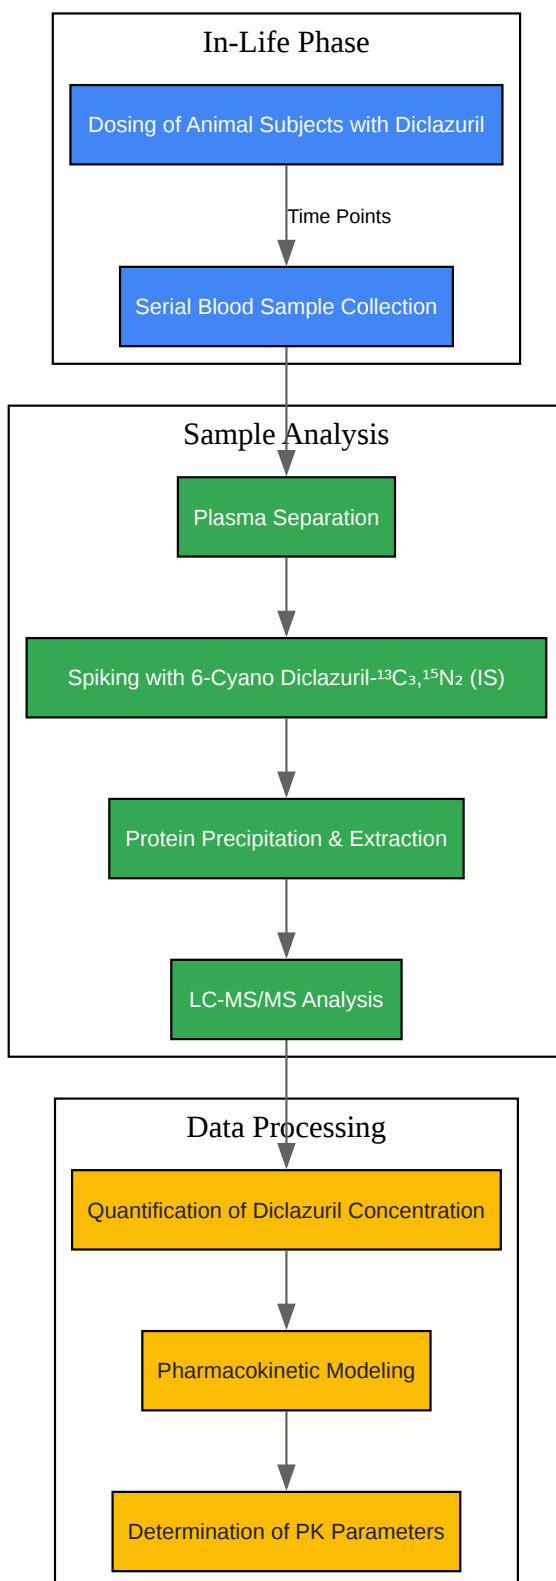 In-Life Phase
Dosing of Animal Subjects with Diclazuril
Time Points
Serial Blood Sample Collection
Sample Analysis
Plasma Separation
Spiking with 6-Cyano Diclazuril-¹³C₃,¹⁵N₂ (IS)
Protein Precipitation & Extraction
LC-MS/MS Analysis
Data Processing
Quantification of Diclazuril Concentration
Pharmacokinetic Modeling
Determination of PK Parameters